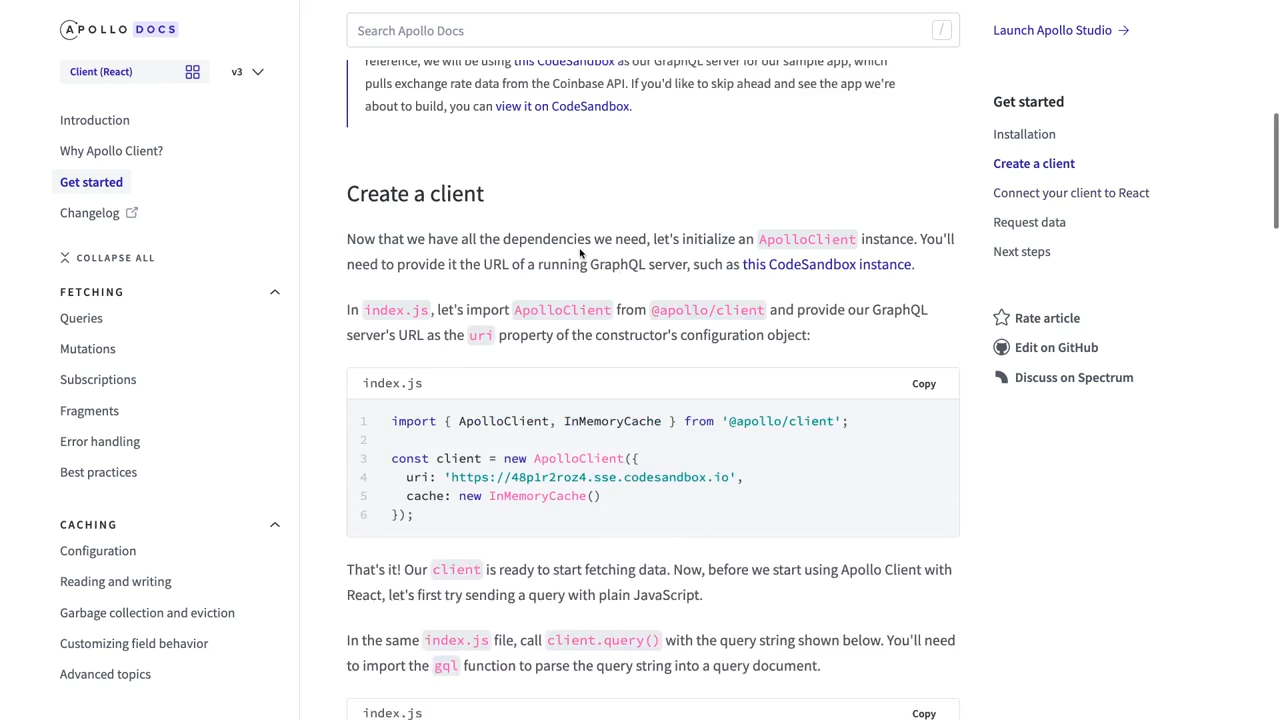 APOLLO DOCS
Client (React)
v3
Introduction
Why Apollo Client?
Get started
Changelog
COLLAPSE ALL
FETCHING
Queries
Mutations
Subscriptions
Fragments
Error handling
Best practices
CACHING
Configuration
Reading and writing
Garbage collection and eviction
Customizing field behavior
Advanced topics
Search Apollo Docs
/
reference, we will be using this CodeSandbox as our GraphQL server for our sample app, which
pulls exchange rate data from the Coinbase API. If you'd like to skip ahead and see the app we're
about to build, you can view it on CodeSandbox.
Create a client
Now that we have all the dependencies we need, let's initialize an ApolloClient instance. You'll
need to provide it the URL of a running GraphQL server, such as this CodeSandbox instance.
In index.js, let's import ApolloClient from @apollo/client and provide our GraphQL
server's URL as the uri property of the constructor's configuration object:
index.js
Copy
1 import { ApolloClient, InMemoryCache } from '@apollo/client';
2
3 const client = new ApolloClient({
4 uri: 'https://48p1r2roz4.sse.codesandbox.io',
5 cache: new InMemoryCache()
6 });
That's it! Our client is ready to start fetching data. Now, before we start using Apollo Client with
React, let's first try sending a query with plain JavaScript.
In the same index.js file, call client.query() with the query string shown below. You'll need
to import the gql function to parse the query string into a query document.
index.js
Copy
Launch Apollo Studio →
Get started
Installation
Create a client
Connect your client to React
Request data
Next steps
Rate article
Edit on GitHub
Discuss on Spectrum